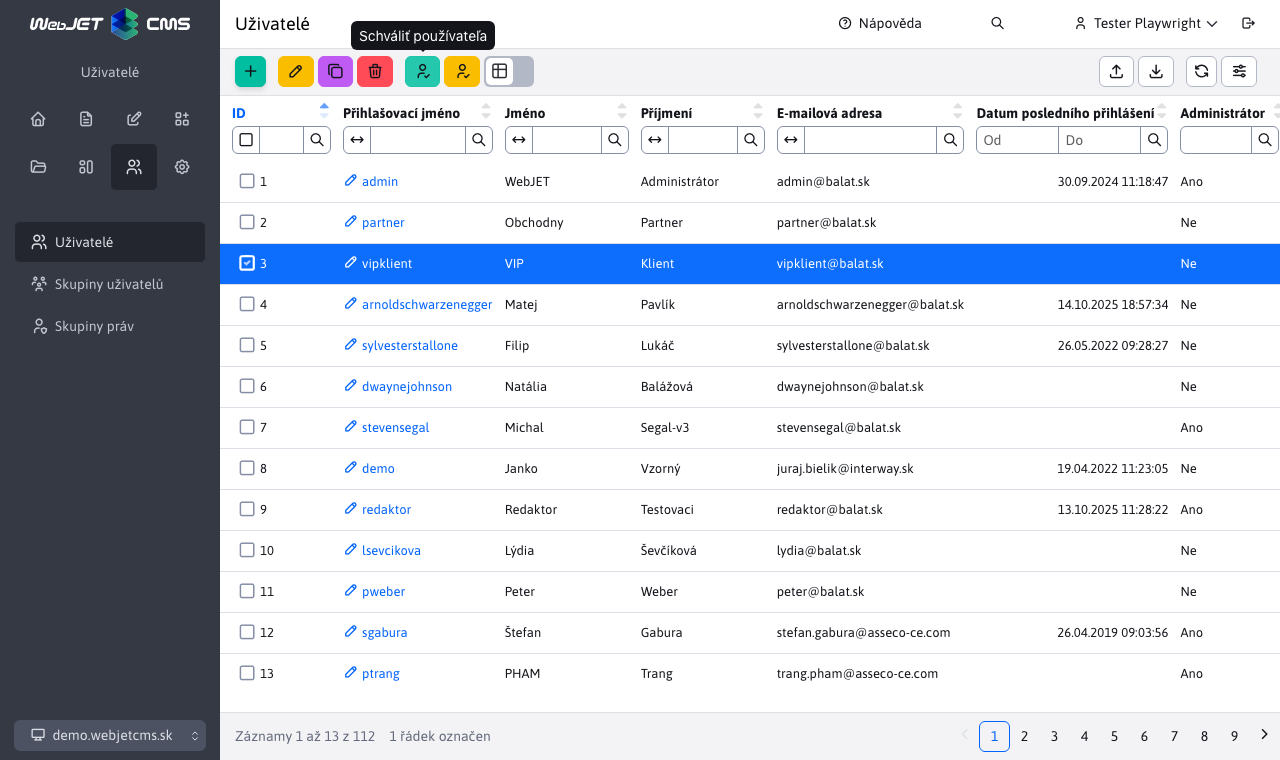 WebJET CMS
Uživatelé
Nápověda
Tester Playwright
Schváliť používateľa
Uživatelé
Uživatelé
Skupiny uživatelů
Skupiny práv
ID Přihlašovací jméno Jméno Příjmení E-mailová adresa Datum posledního přihlášení Administrátor
Od Do
1 admin WebJET Administrátor admin@balat.sk 30.09.2024 11:18:47 Ano
2 partner Obchodny Partner partner@balat.sk Ne
3 vipklient VIP Klient vipklient@balat.sk Ne
4 arnoldschwarzenegger Matej Pavlík arnoldschwarzenegger@balat.sk 14.10.2025 18:57:34 Ne
5 sylvesterstallone Filip Lukáč sylvesterstallone@balat.sk 26.05.2022 09:28:27 Ne
6 dwaynejohnson Natália Balážová dwaynejohnson@balat.sk Ne
7 stevensegal Michal Segal-v3 stevensegal@balat.sk Ano
8 demo Janko Vzorný juraj.bielik@interway.sk 19.04.2022 11:23:05 Ne
9 redaktor Redaktor Testovaci redaktor@balat.sk 13.10.2025 11:28:22 Ano
10 lsevcikova Lýdia Ševčíková lydia@balat.sk Ne
11 pweber Peter Weber peter@balat.sk Ne
12 sgabura Štefan Gabura stefan.gabura@asseco-ce.com 26.04.2019 09:03:56 Ano
13 ptrang PHAM Trang trang.pham@asseco-ce.com Ano
demo.webjetcms.sk
Záznamy 1 až 13 z 112 1 řádek označen
1 2 3 4 5 6 7 8 9